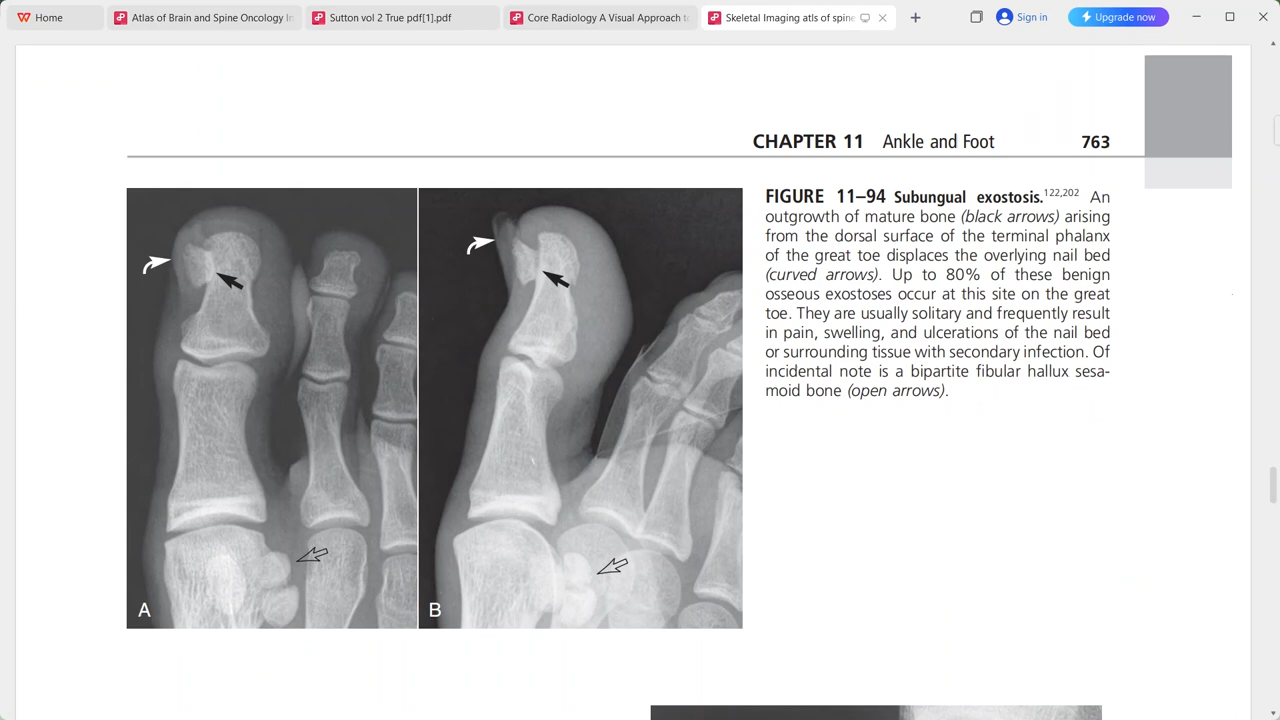 Home
Atlas of Brain and Spine Oncology I
Sutton vol 2 True pdf[1].pdf
Core Radiology A Visual Approach to
Skeletal Imaging atls of spine
Sign in
Upgrade now
CHAPTER 11 Ankle and Foot 763
FIGURE 11–94 Subungual exostosis.122,202 An
outgrowth of mature bone (black arrows) arising
from the dorsal surface of the terminal phalanx
of the great toe displaces the overlying nail bed
(curved arrows). Up to 80% of these benign
osseous exostoses occur at this site on the great
toe. They are usually solitary and frequently result
in pain, swelling, and ulcerations of the nail bed
or surrounding tissue with secondary infection. Of
incidental note is a bipartite fibular hallux sesa-
moid bone (open arrows).
A
B